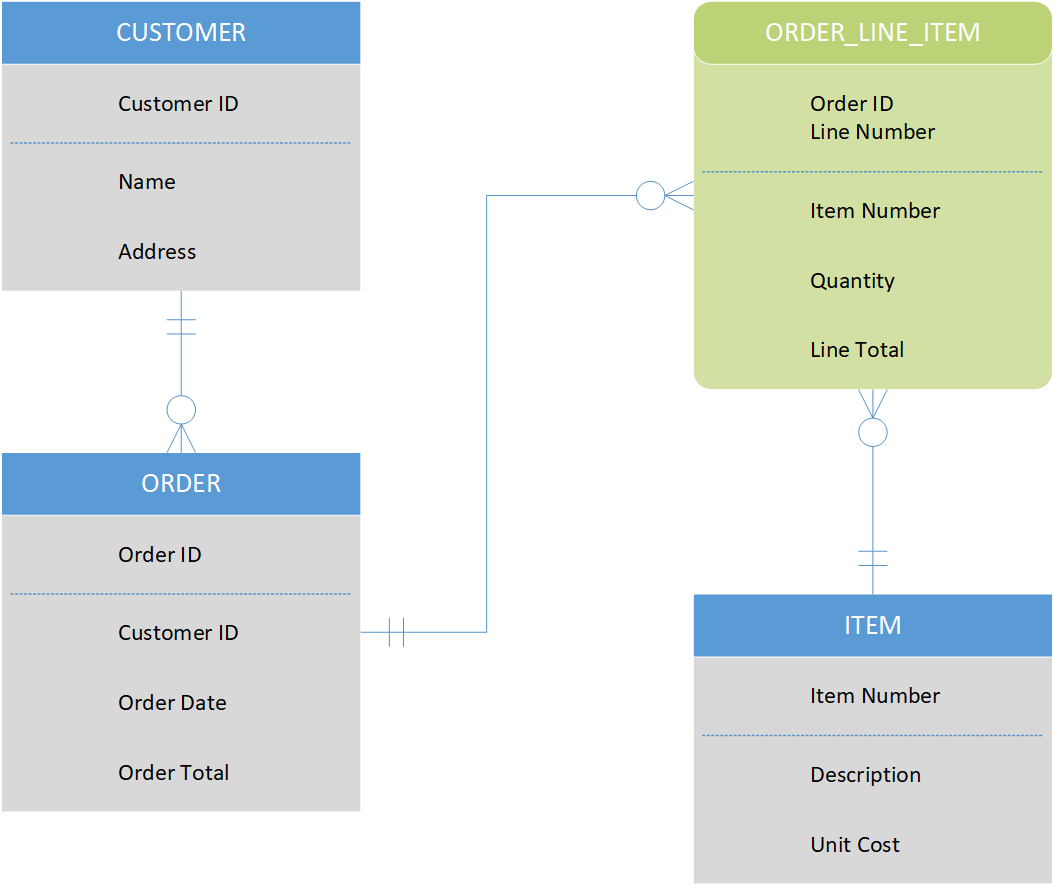 CUSTOMER
Customer ID
Name
Address
ORDER
Order ID
Customer ID
Order Date
Order Total
ORDER_LINE_ITEM
Order ID
Line Number
Item Number
Quantity
Line Total
ITEM
Item Number
Description
Unit Cost